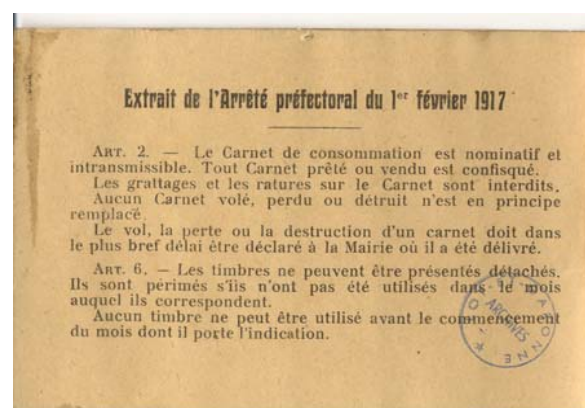 Extrait de l'Arrêté préfectoral du 1er février 1917
ART. 2. — Le Carnet de consommation est nominatif et
intransmissible. Tout Carnet prêté ou vendu est confisqué.
Les grattages et les ratures sur le Carnet sont interdits.
Aucun Carnet volé, perdu ou détruit n'est en principe
remplacé.
Le vol, la perte ou la destruction d'un carnet doit dans
le plus bref délai être déclaré à la Mairie où il a été délivré.
ART. 6. — Les timbres ne peuvent être présentés détachés.
Ils sont périmés s'iis n'ont pas été utilisés dans le mois
auquel ils correspondent.
Aucun timbre ne peut être utilisé avant le commencement
du mois dont il porte l'indication.
ARCHIVES